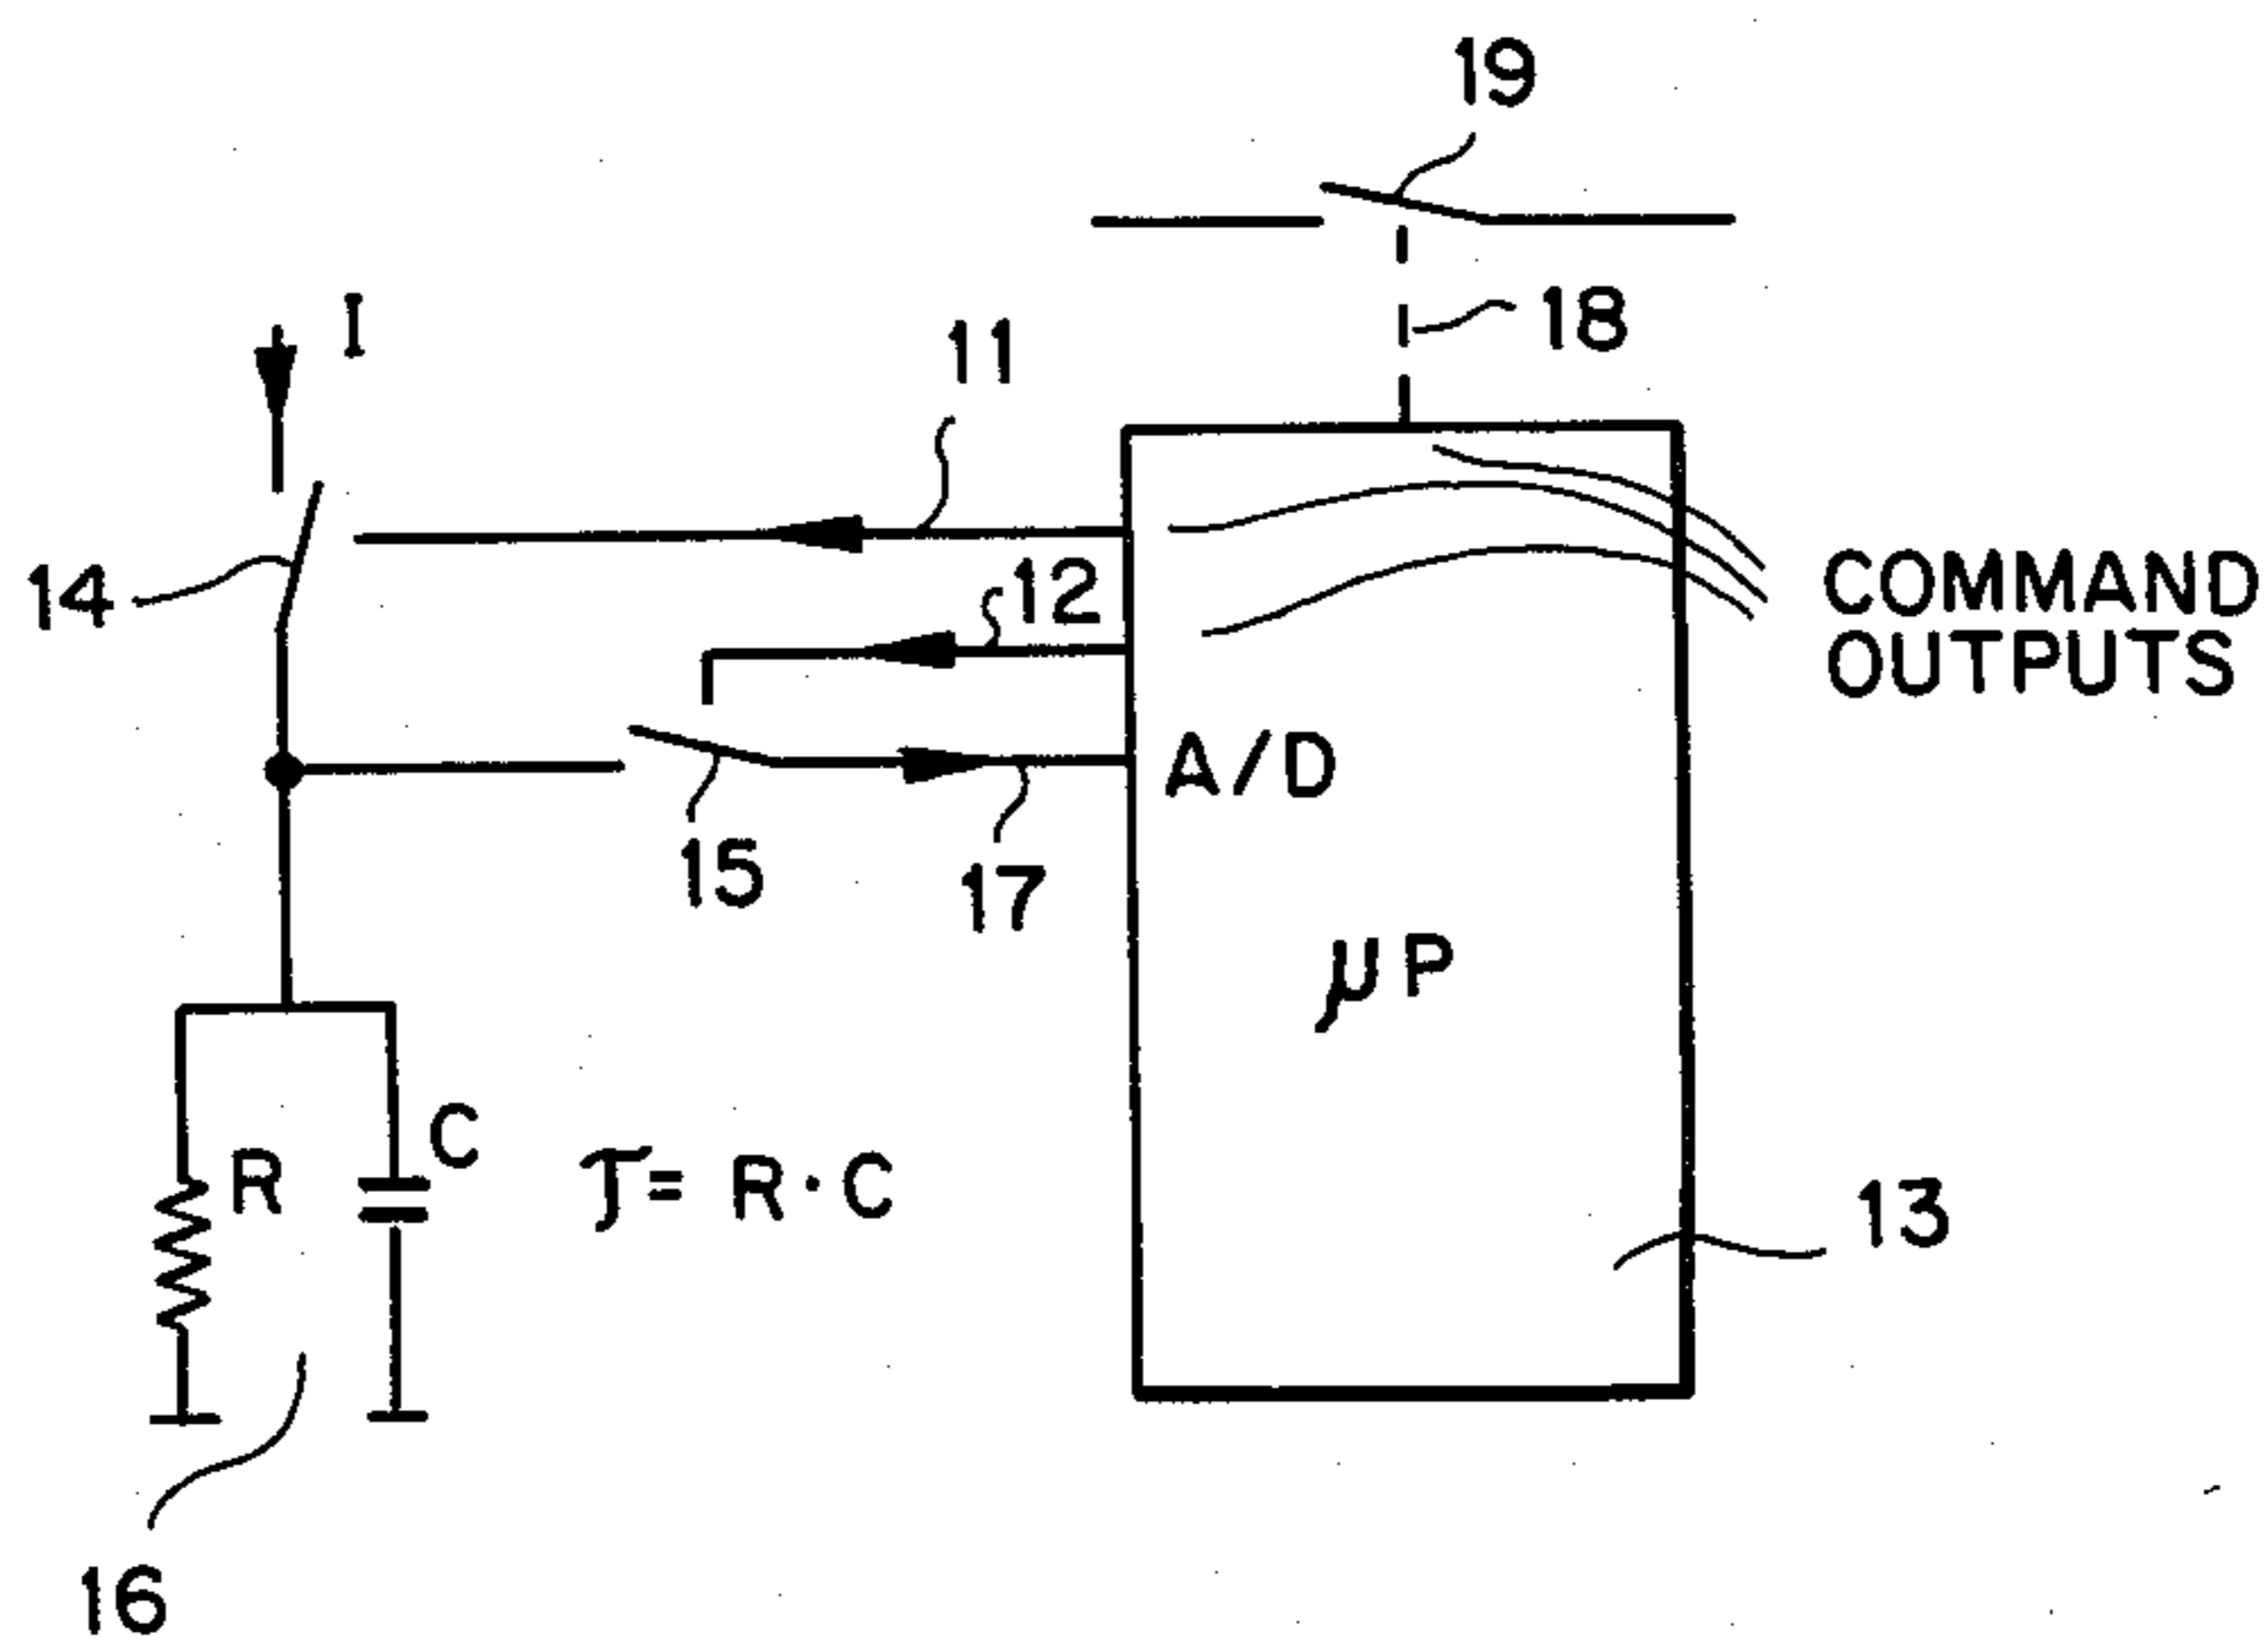 19
I
11
18
14
12
COMMAND
OUTPUTS
A/D
15
17
μP
C
R
τ= R·C
13
16